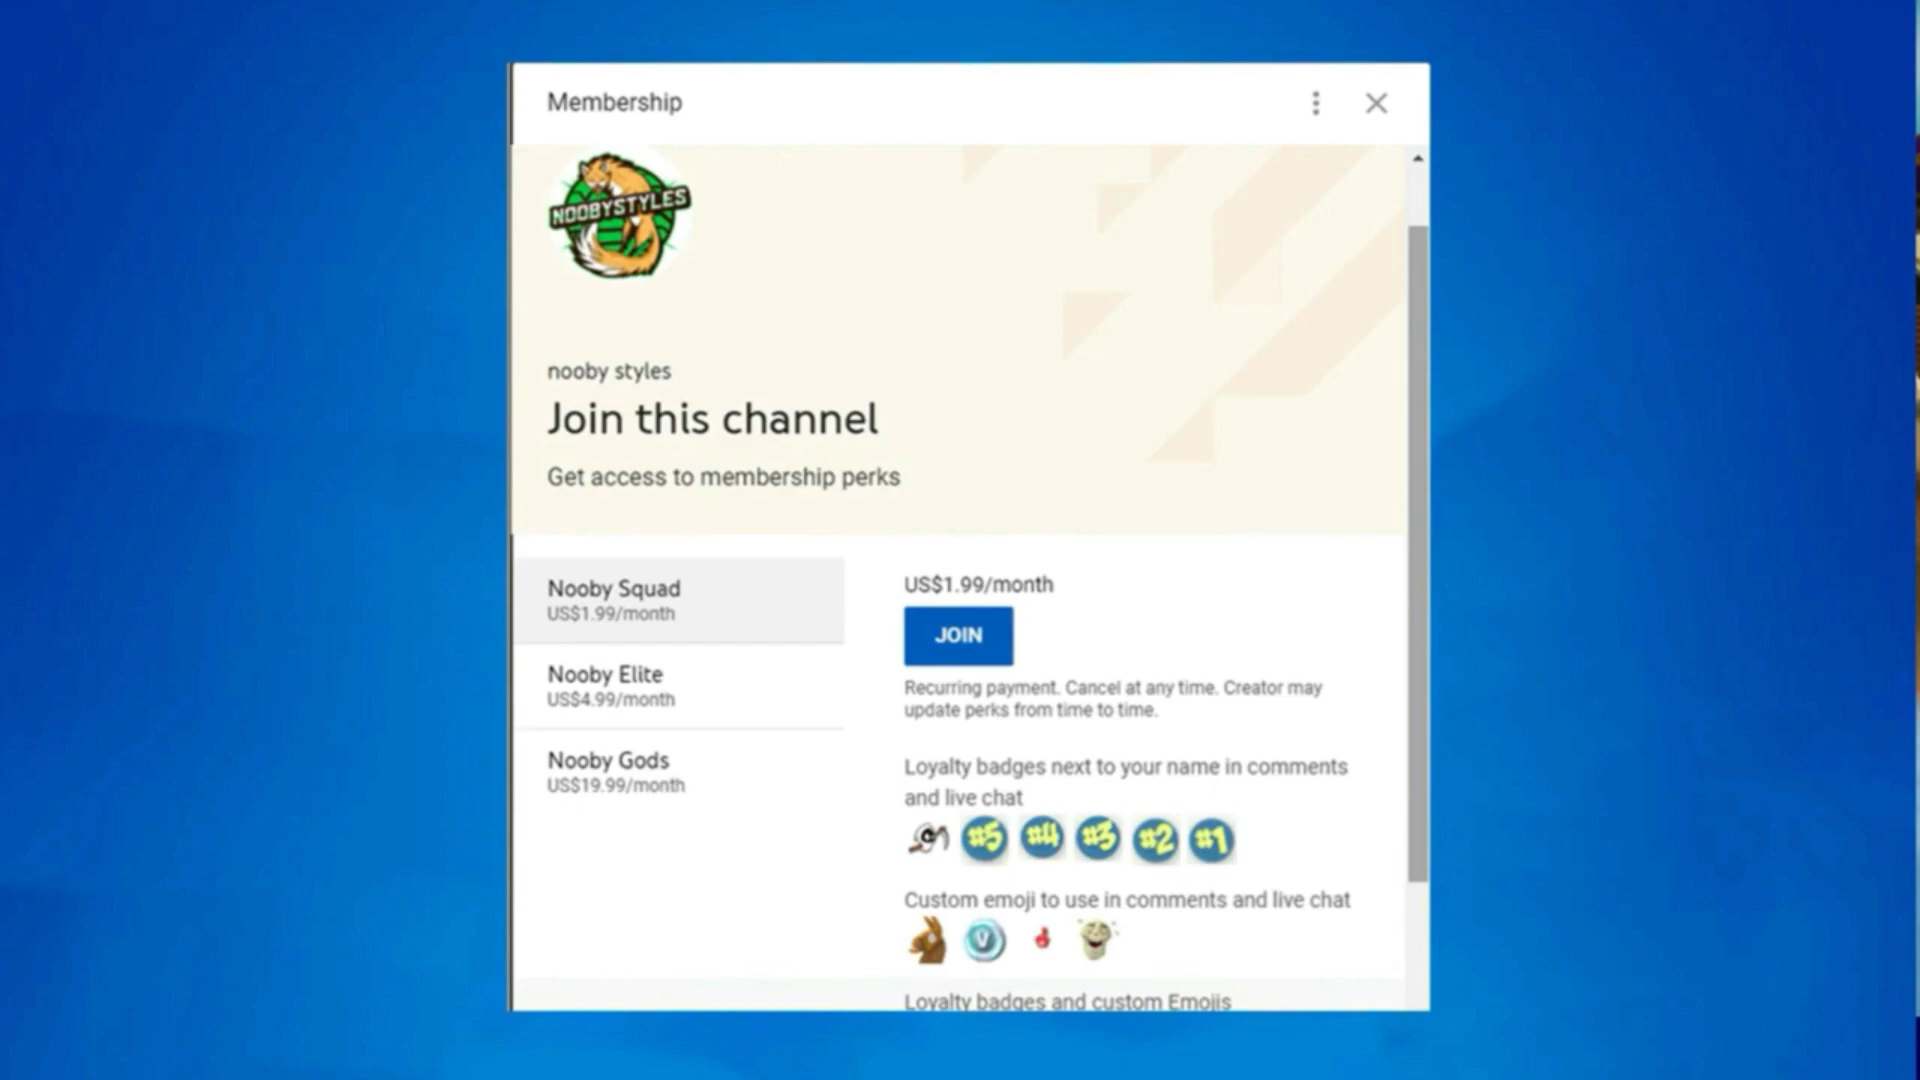 Membership
NOOBYSTYLES
nooby styles
Join this channel
Get access to membership perks
Nooby Squad
US$1.99/month
Nooby Elite
US$4.99/month
Nooby Gods
US$19.99/month
US$1.99/month
JOIN
Recurring payment. Cancel at any time. Creator may
update perks from time to time.
Loyalty badges next to your name in comments
and live chat
#5 #4 #3 #2 #1
Custom emoji to use in comments and live chat
V
Loyalty badges and custom Emojis